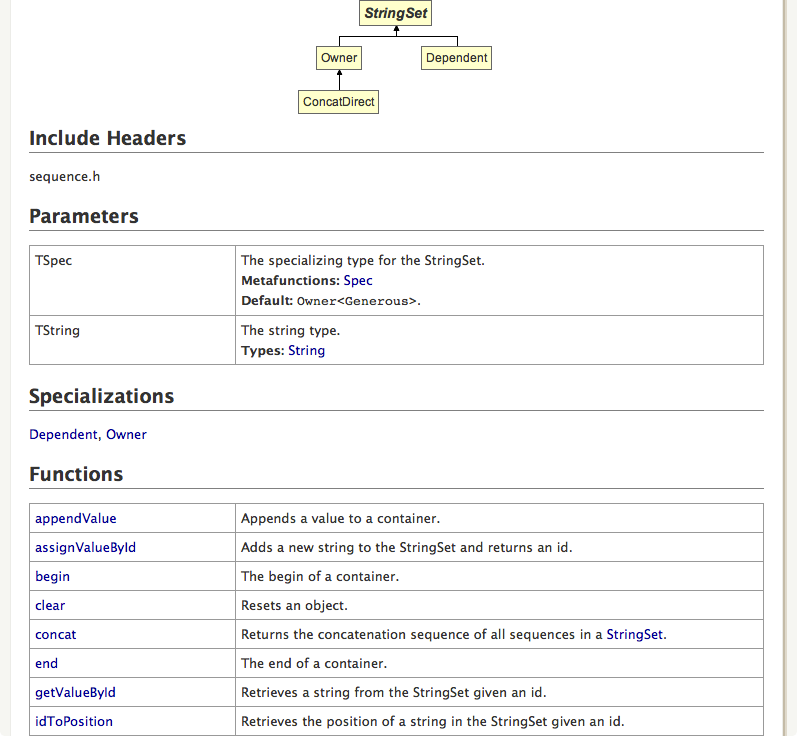 StringSet
Owner
Dependent
ConcatDirect
Include Headers
sequence.h
Parameters
TSpec
The specializing type for the StringSet.
Metafunctions: Spec
Default: Owner<Generous>.
TString
The string type.
Types: String
Specializations
Dependent, Owner
Functions
appendValue
Appends a value to a container.
assignValueById
Adds a new string to the StringSet and returns an id.
begin
The begin of a container.
clear
Resets an object.
concat
Returns the concatenation sequence of all sequences in a StringSet.
end
The end of a container.
getValueById
Retrieves a string from the StringSet given an id.
idToPosition
Retrieves the position of a string in the StringSet given an id.